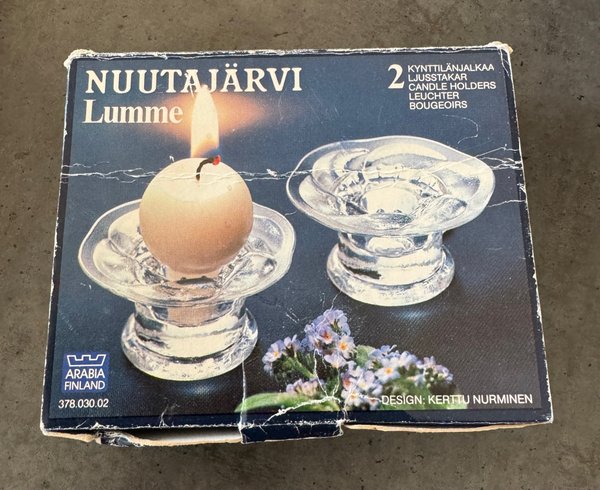 NUUTAJÄRVI
Lumme
2 KYNTTILÄNJALKAA
LJUSSTAKAR
CANDLE HOLDERS
LEUCHTER
BOUGEOIRS
ARABIA
FINLAND
378.030.02
DESIGN: KERTTU NURMINEN